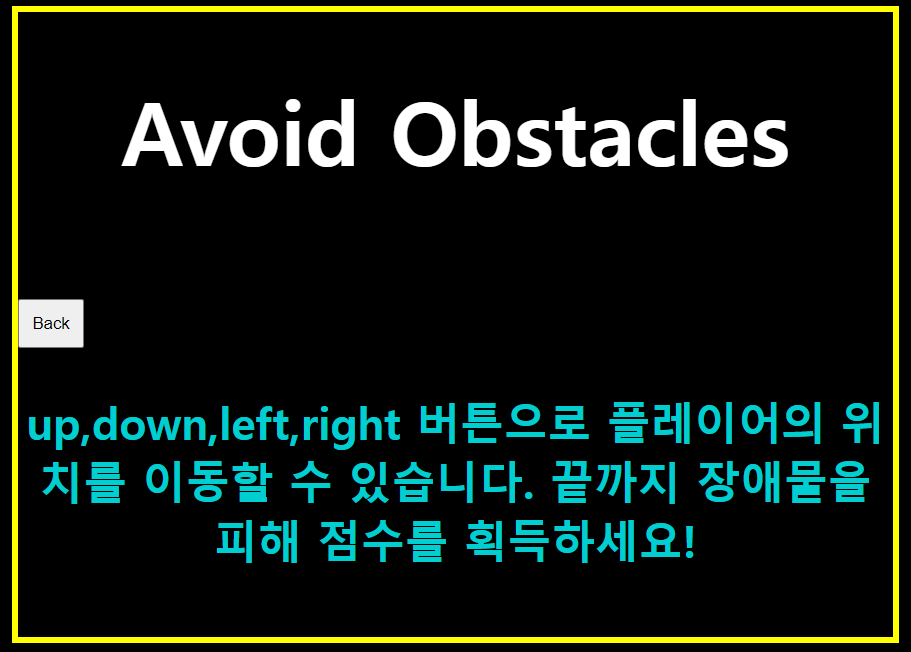 Avoid Obstacles
Back
up,down,left,right 버튼으로 플레이어의 위
치를 이동할 수 있습니다. 끝까지 장애물을
피해 점수를 획득하세요!